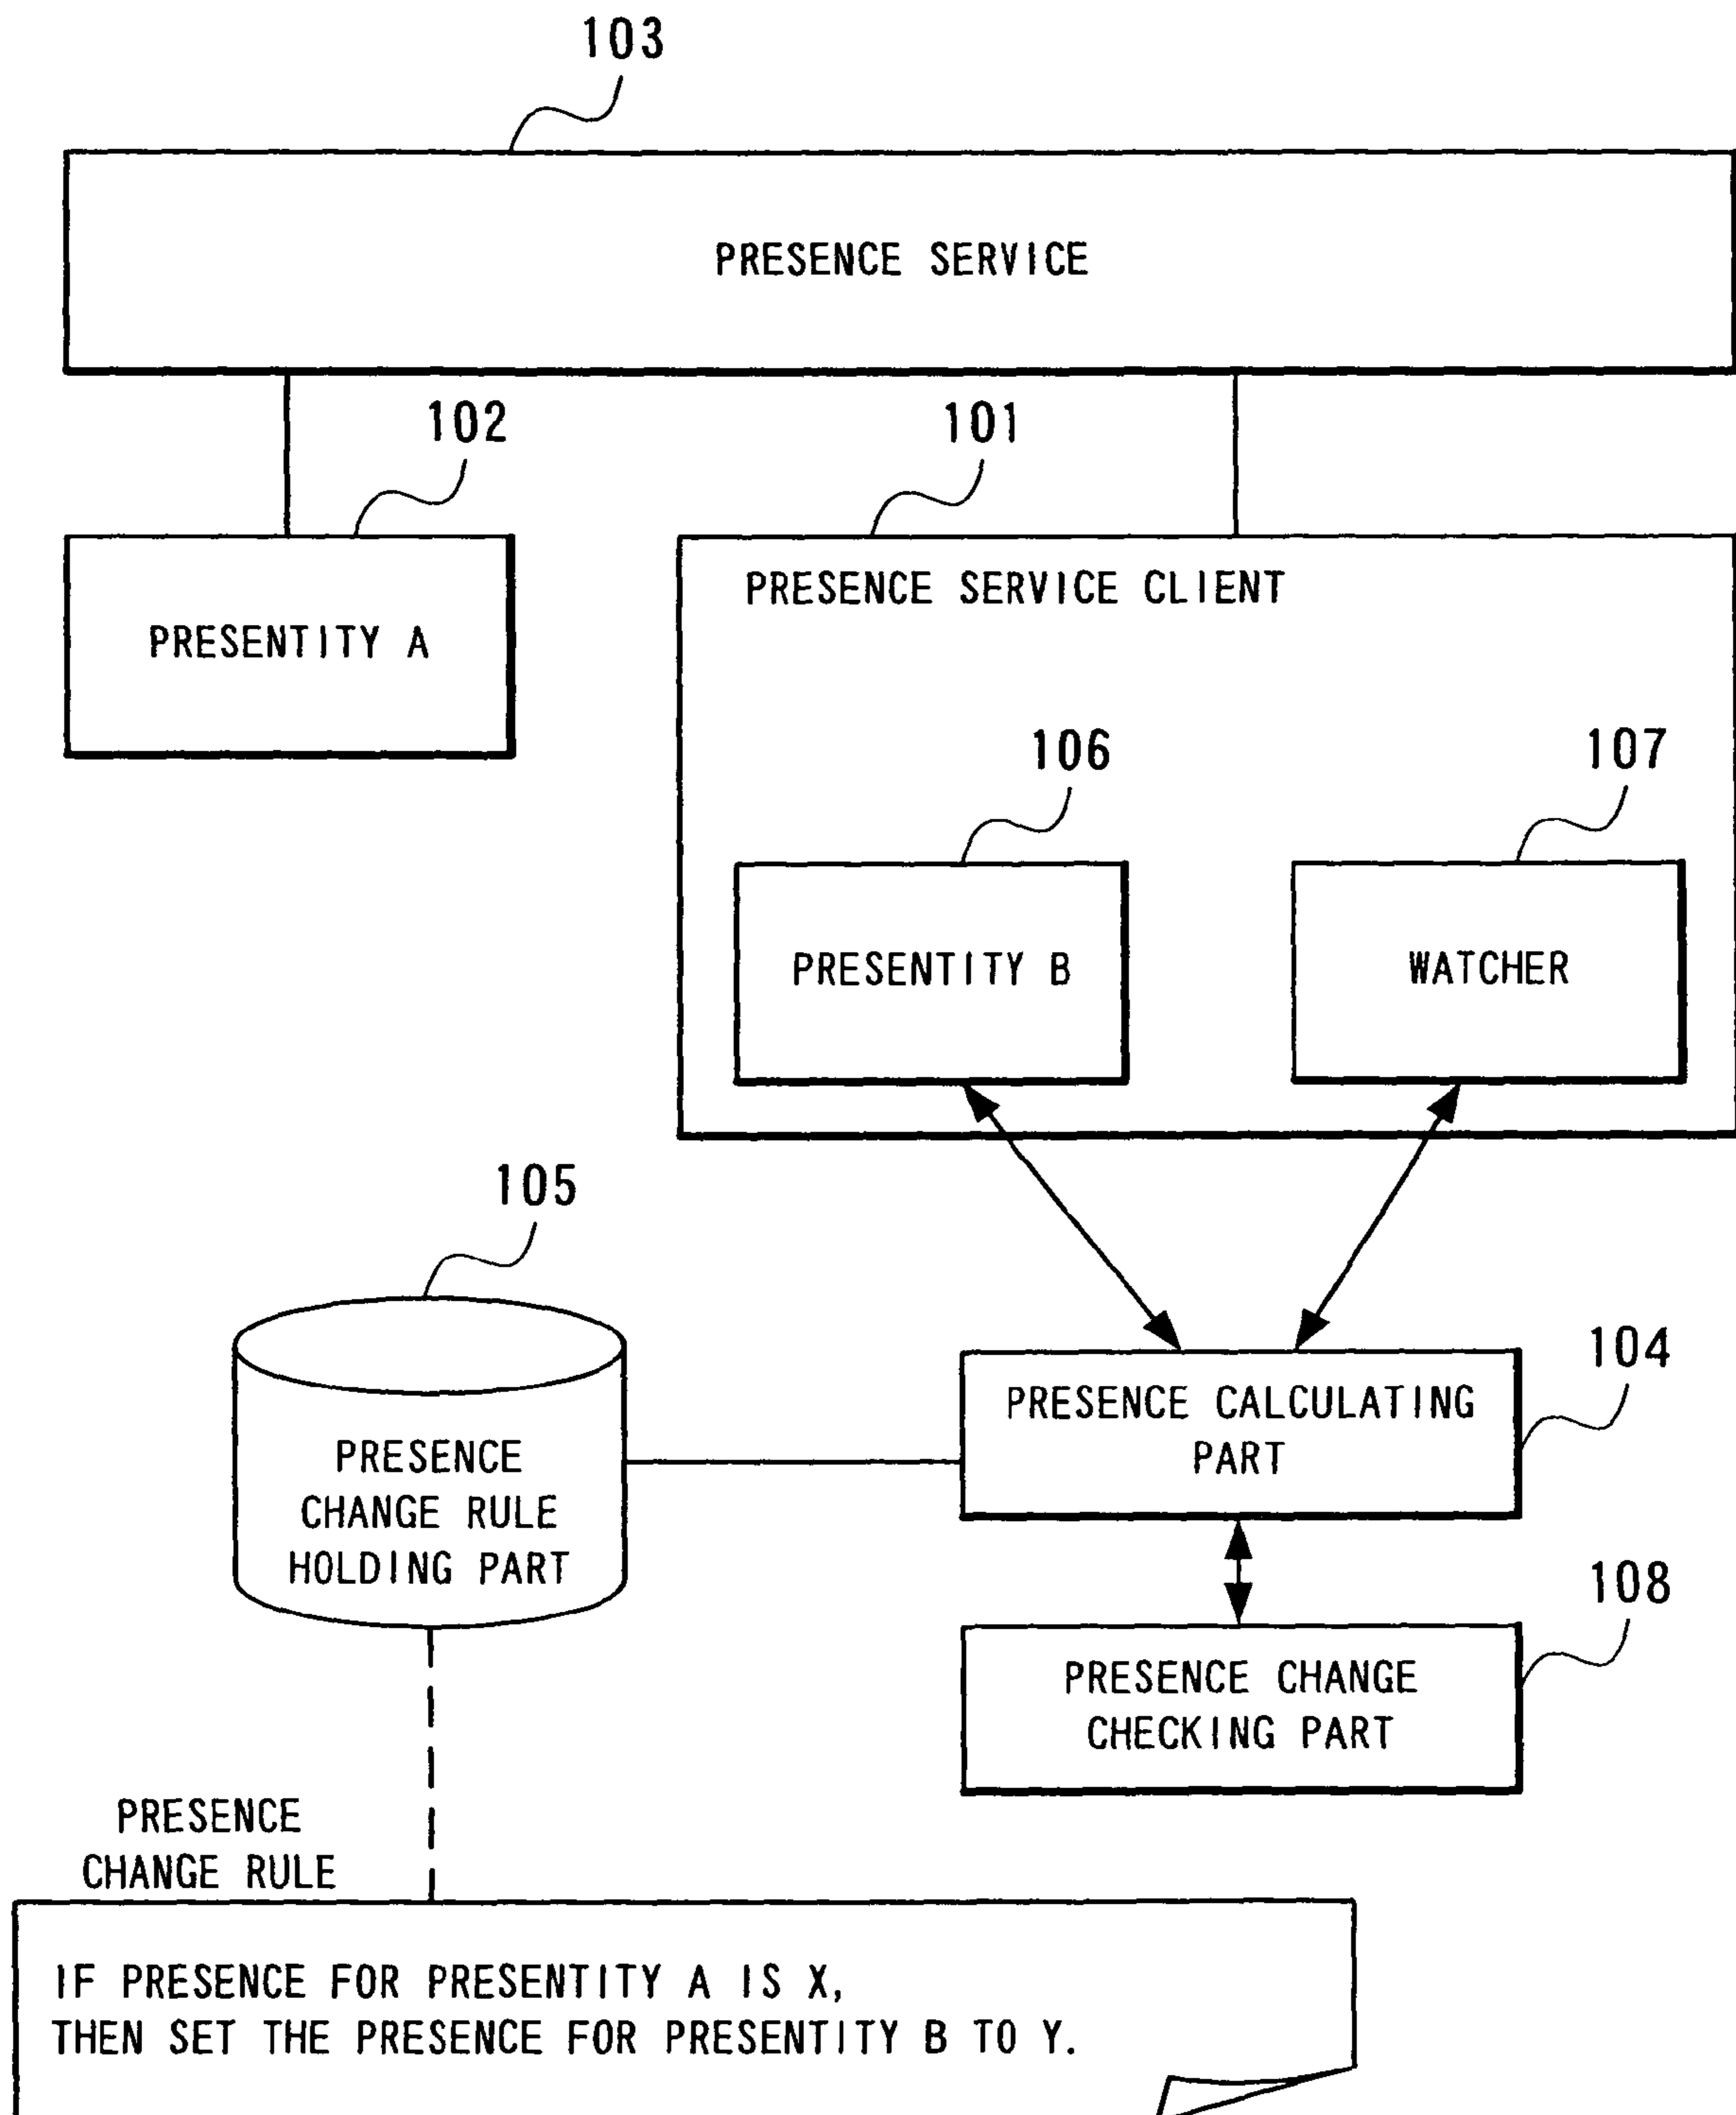 103
PRESENCE SERVICE
102
101
PRESENTITY A
PRESENCE SERVICE CLIENT
106
107
PRESENTITY B
WATCHER
105
104
PRESENCE
CHANGE RULE
HOLDING PART
PRESENCE CALCULATING
PART
108
PRESENCE CHANGE
CHECKING PART
PRESENCE
CHANGE RULE
IF PRESENCE FOR PRESENTITY A IS X,
THEN SET THE PRESENCE FOR PRESENTITY B TO Y.